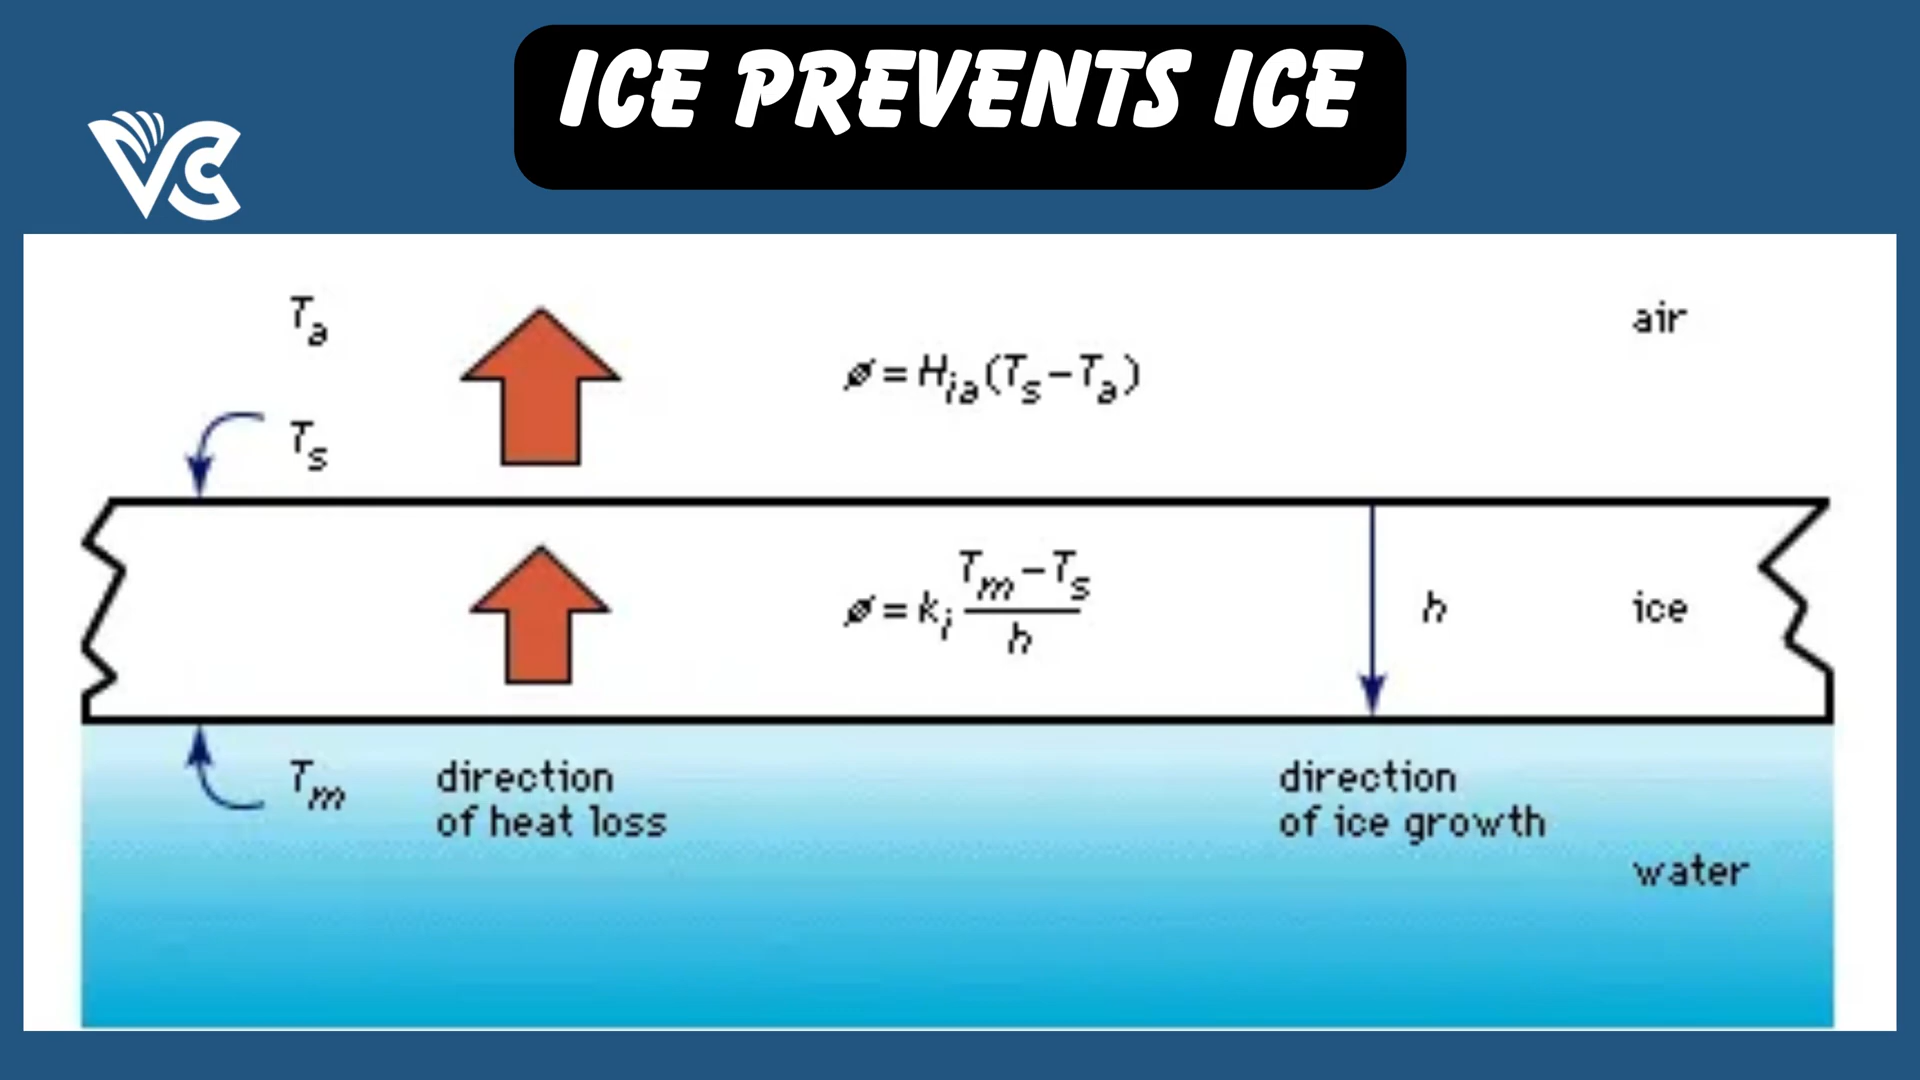 ICE PREVENTS ICE
VC
Tₐ
air
ø = Hᵢₐ(Tₛ − Tₐ)
Tₛ
ø = kᵢ (Tₘ − Tₛ) / h
h
ice
Tₘ
direction
of heat loss
direction
of ice growth
water